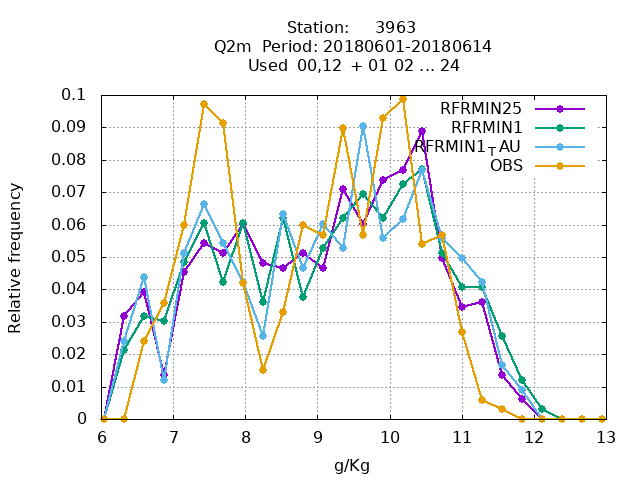 Station: 3963
Q2m Period: 20180601-20180614
Used 00,12 + 01 02 ... 24
0.1
0.09
0.08
0.07
0.06
0.05
0.04
0.03
0.02
0.01
0
Relative frequency
RFRMIN25
RFRMIN1
RFRMIN1_TAU
OBS
6 7 8 9 10 11 12 13
g/Kg